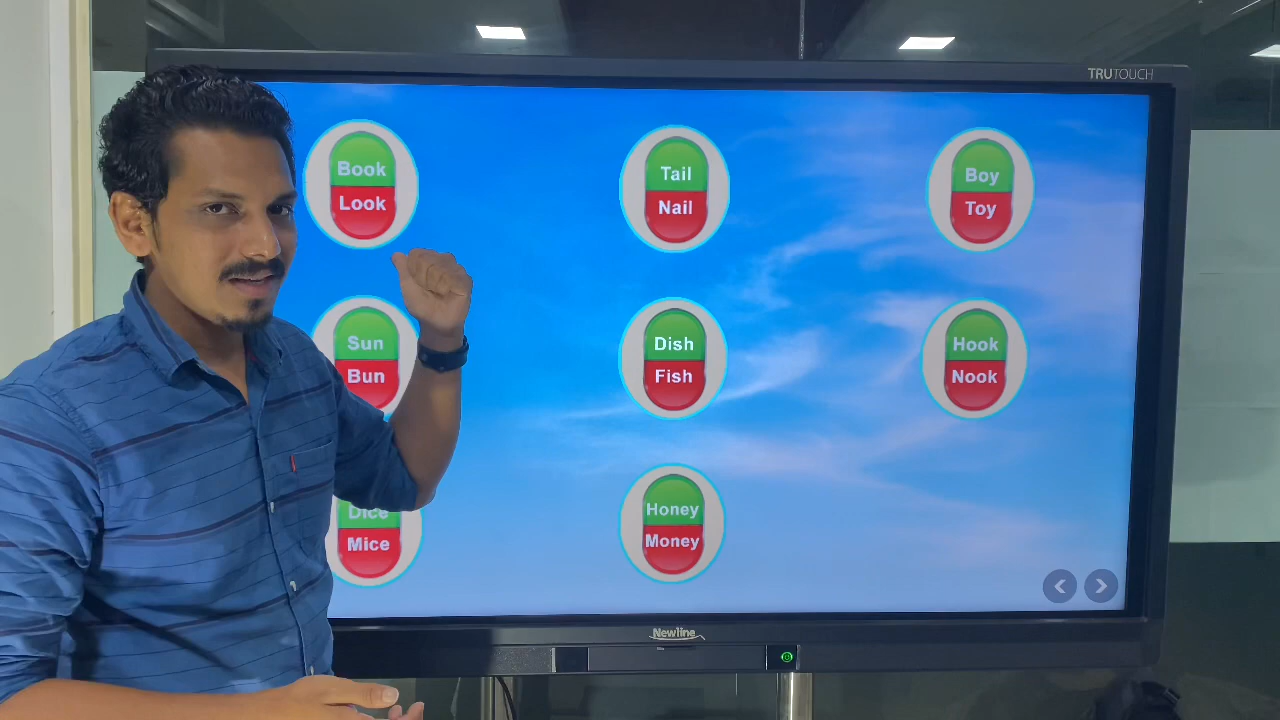 TRUTOUCH
Book
Look
Tail
Nail
Boy
Toy
Sun
Bun
Dish
Fish
Hook
Nook
Dice
Mice
Honey
Money
Newline